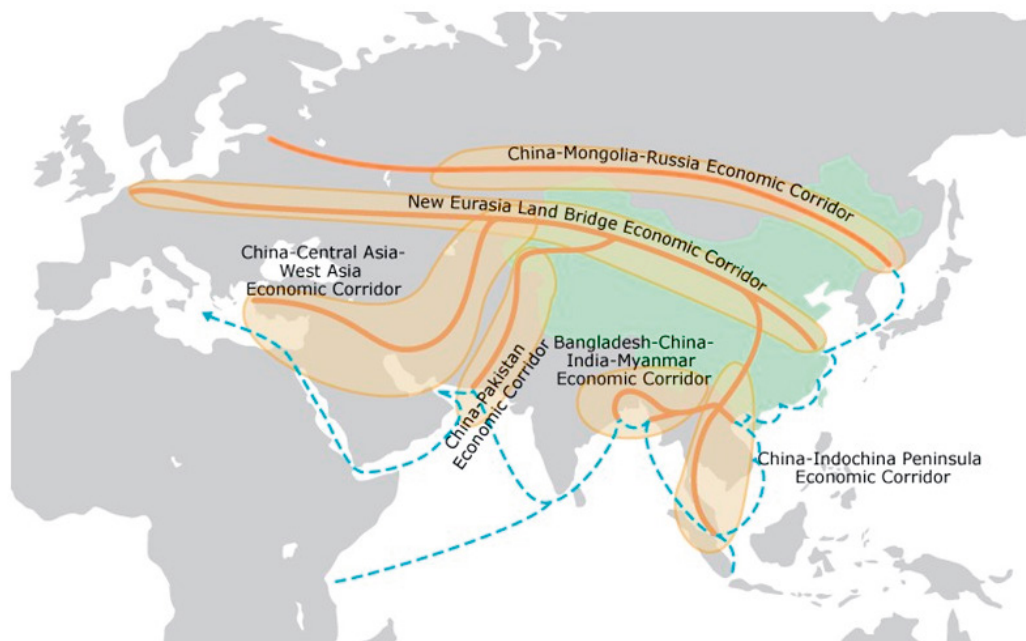 China-Mongolia-Russia Economic Corridor
New Eurasia Land Bridge Economic Corridor
China-Central Asia-
West Asia
Economic Corridor
China-Pakistan
Economic Corridor
Bangladesh-China-
India-Myanmar
Economic Corridor
China-Indochina Peninsula
Economic Corridor